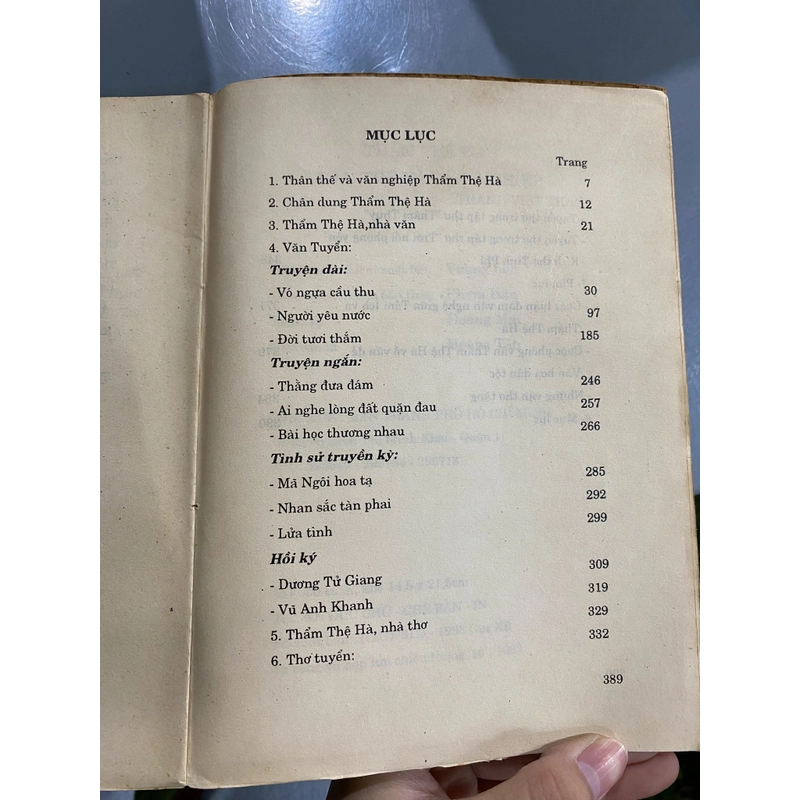 MỤC LỤC
Trang
1. Thân thế và văn nghiệp Thẩm Thệ Hà 7
2. Chân dung Thẩm Thệ Hà 12
3. Thẩm Thệ Hà,nhà văn 21
4. Văn Tuyển:
Truyện dài:
- Vó ngựa cầu thu 30
- Người yêu nước 97
- Đời tươi thắm 185
Truyện ngắn:
- Thằng đưa đám 246
- Ai nghe lòng đất quặn đau 257
- Bài học thương nhau 266
Tình sử truyền kỳ:
- Mã Ngôi hoa tạ 285
- Nhan sắc tàn phai 292
- Lửa tình 299
Hồi ký
- Dương Tử Giang 309
- Vũ Anh Khanh 319
5. Thẩm Thệ Hà, nhà thơ 329
6. Thơ tuyển: 332
389